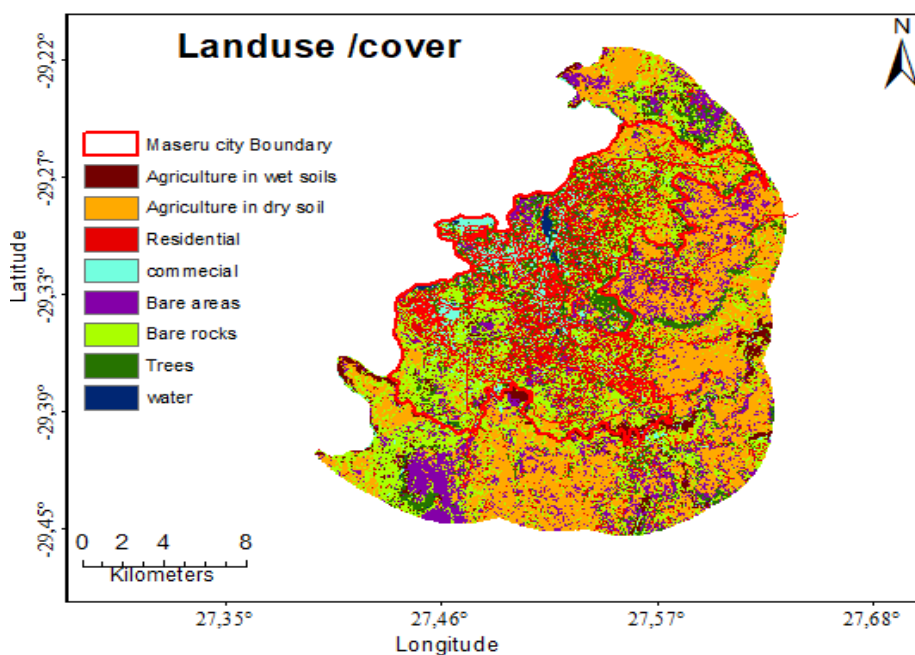 Landuse /cover
N
Maseru city Boundary
Agriculture in wet soils
Agriculture in dry soil
Residential
commecial
Bare areas
Bare rocks
Trees
water
0 2 4 8
Kilometers
Latitude
-29,22°
-29,27°
-29,33°
-29,39°
-29,45°
27,35° 27,46° 27,57° 27,68°
Longitude